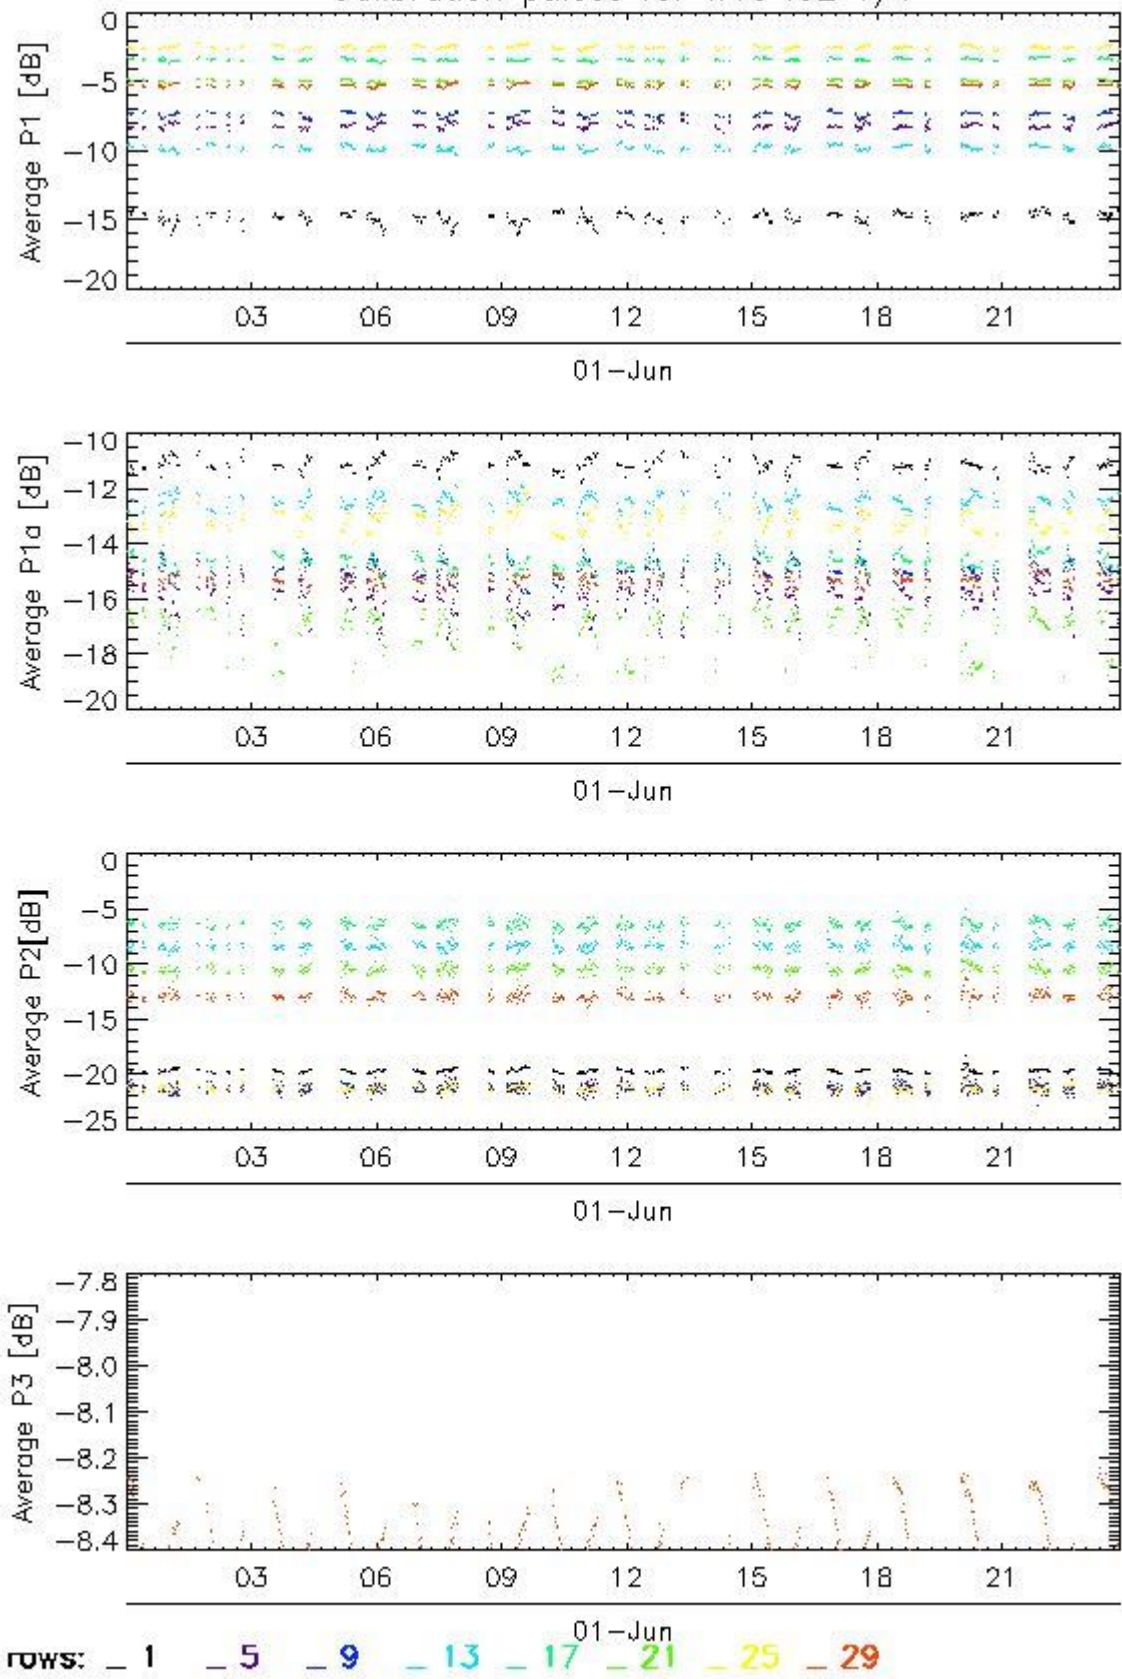 0
−5
−10
−15
−20
Average P1 [dB]
03 06 09 12 15 18 21
01−Jun
−10
−12
−14
−16
−18
−20
Average P1a [dB]
03 06 09 12 15 18 21
01−Jun
0
−5
−10
−15
−20
−25
Average P2[dB]
03 06 09 12 15 18 21
01−Jun
−7.8
−7.9
−8.0
−8.1
−8.2
−8.3
−8.4
Average P3 [dB]
03 06 09 12 15 18 21
01−Jun
rows: _ 1 _ 5 _ 9 _ 13 _ 17 _ 21 _ 25 _ 29